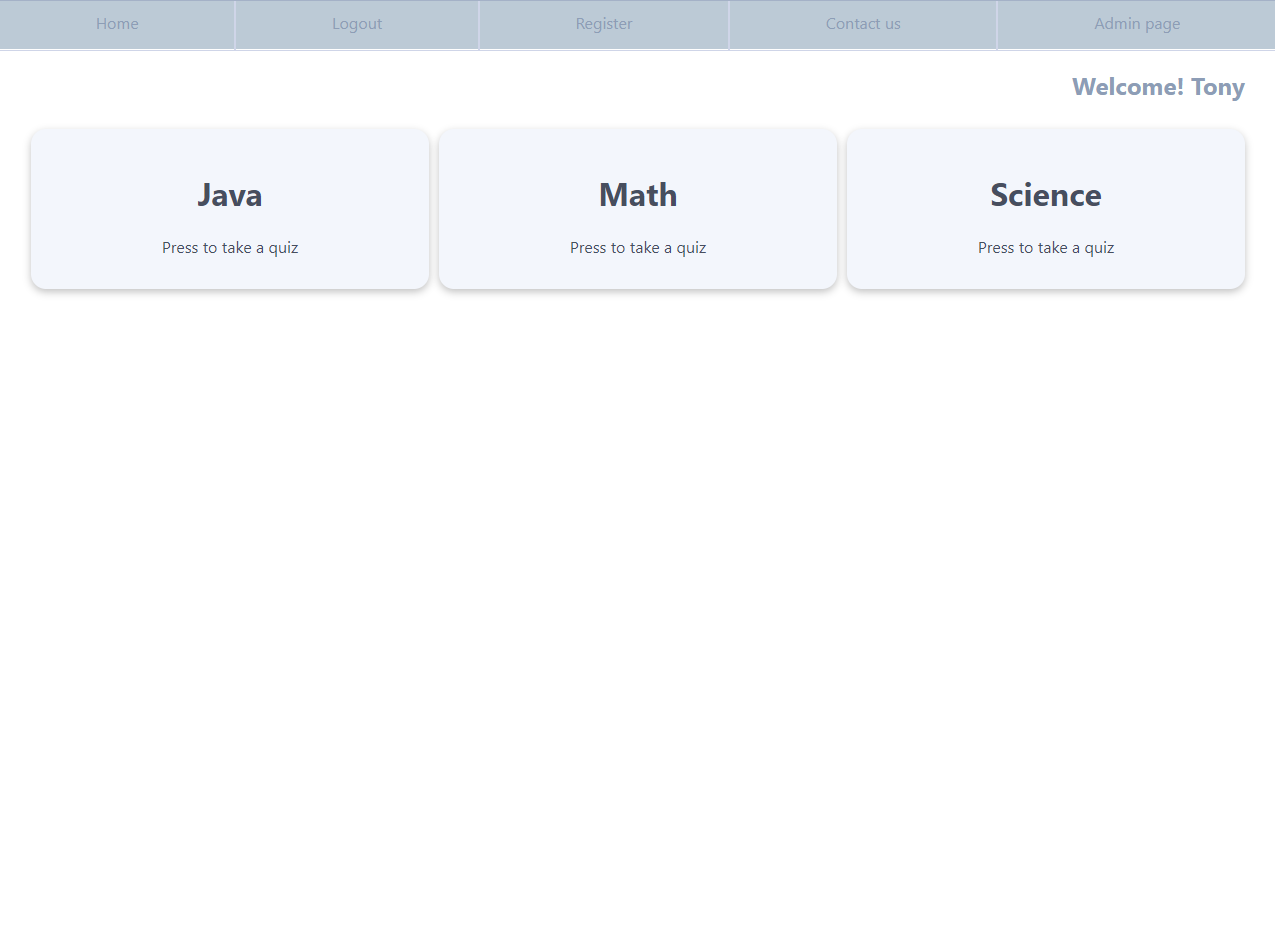 Home Logout Register Contact us Admin page
Welcome! Tony
Java Math Science
Press to take a quiz Press to take a quiz Press to take a quiz